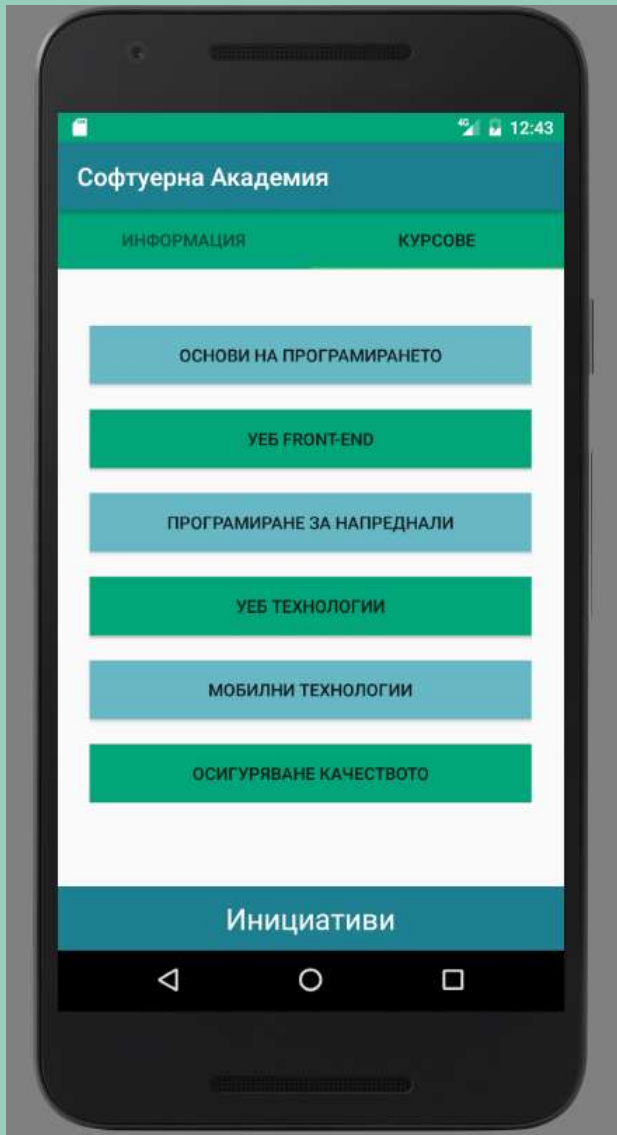 4G 12:43
Софтуерна Академия
ИНФОРМАЦИЯ КУРСОВЕ
ОСНОВИ НА ПРОГРАМИРАНЕТО
УЕБ FRONT-END
ПРОГРАМИРАНЕ ЗА НАПРЕДНАЛИ
УЕБ ТЕХНОЛОГИИ
МОБИЛНИ ТЕХНОЛОГИИ
ОСИГУРЯВАНЕ КАЧЕСТВОТО
Инициативи